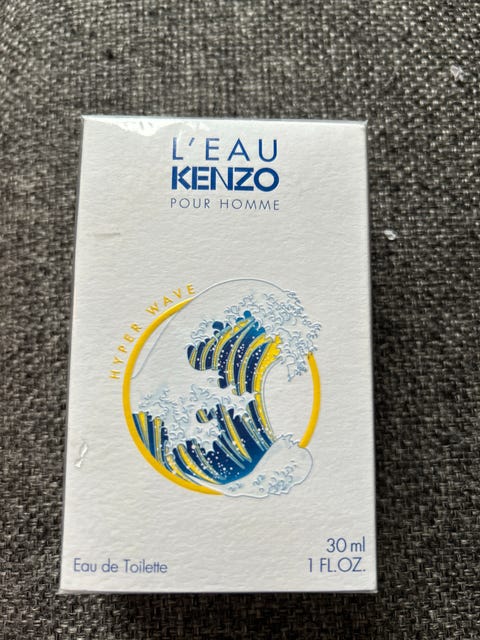 L'EAU
KENZO
POUR HOMME
HYPER WAVE
Eau de Toilette
30 ml
1 FL.OZ.